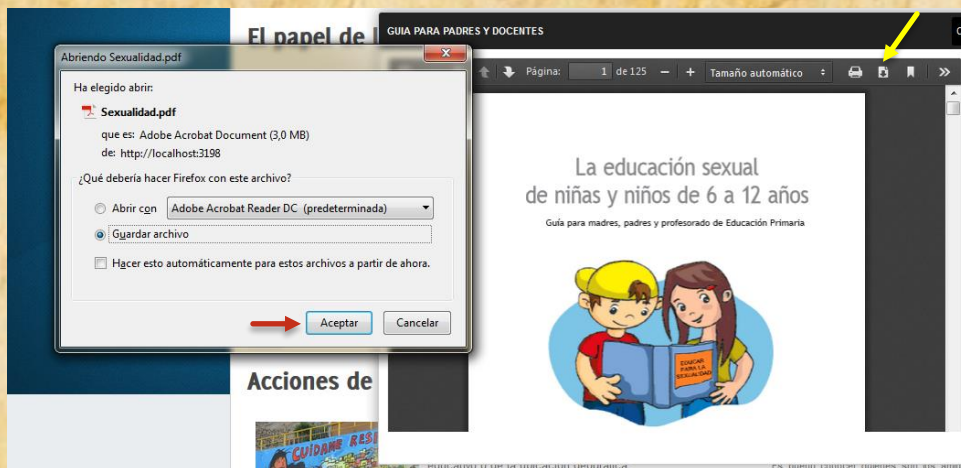 El papel de l
GUIA PARA PADRES Y DOCENTES
Abriendo Sexualidad.pdf
Ha elegido abrir:
Sexualidad.pdf
que es: Adobe Acrobat Document (3,0 MB)
de: http://localhost:3198
¿Qué debería hacer Firefox con este archivo?
Abrir con Adobe Acrobat Reader DC (predeterminada)
Guardar archivo
Hacer esto automáticamente para estos archivos a partir de ahora.
Aceptar Cancelar
Página: 1 de 125 Tamaño automático
La educación sexual
de niñas y niños de 6 a 12 años
Guía para madres, padres y profesorado de Educación Primaria
EDUCAR
PARA LA
SEXUALIDAD
Acciones de
CUIDAME